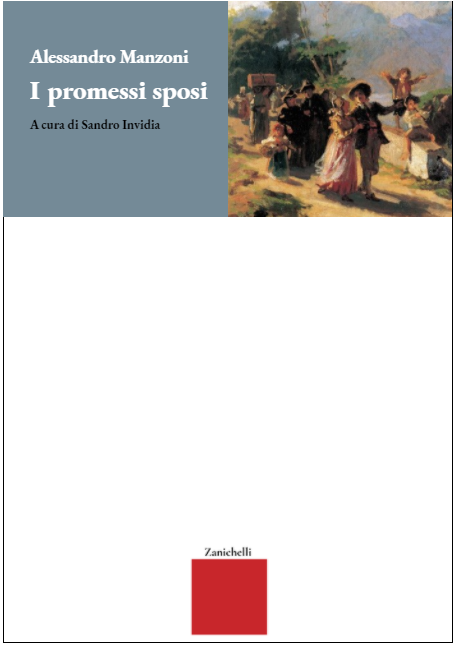 Alessandro Manzoni
I promessi sposi
A cura di Sandro Invidia
Zanichelli